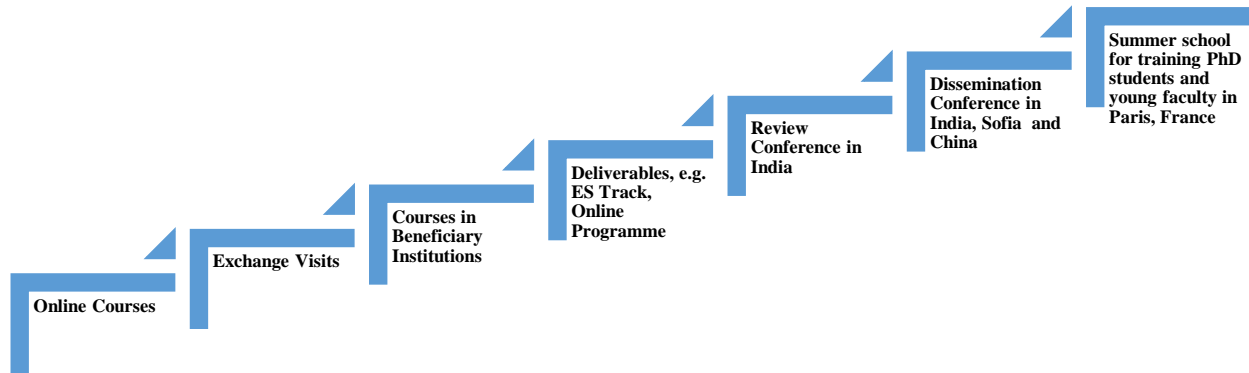 Online Courses
Exchange Visits
Courses in
Beneficiary
Institutions
Deliverables, e.g.
ES Track,
Online
Programme
Review
Conference in
India
Dissemination
Conference in
India, Sofia and
China
Summer school
for training PhD
students and
young faculty in
Paris, France